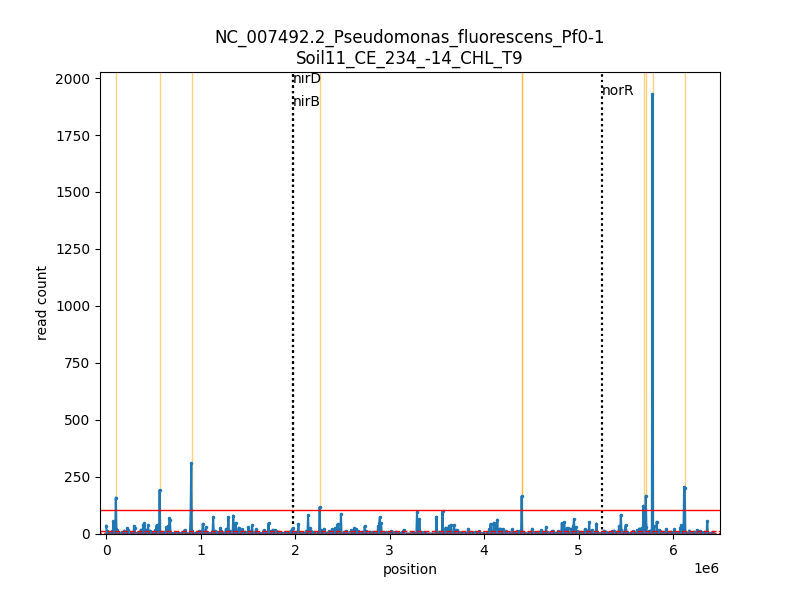 NC_007492.2_Pseudomonas_fluorescens_Pf0-1
Soil11_CE_234_-14_CHL_T9
2000
1750
1500
1250
1000
750
500
250
0
read count
nirD
nirB
norR
0
1
2
3
4
5
6
1e6
position